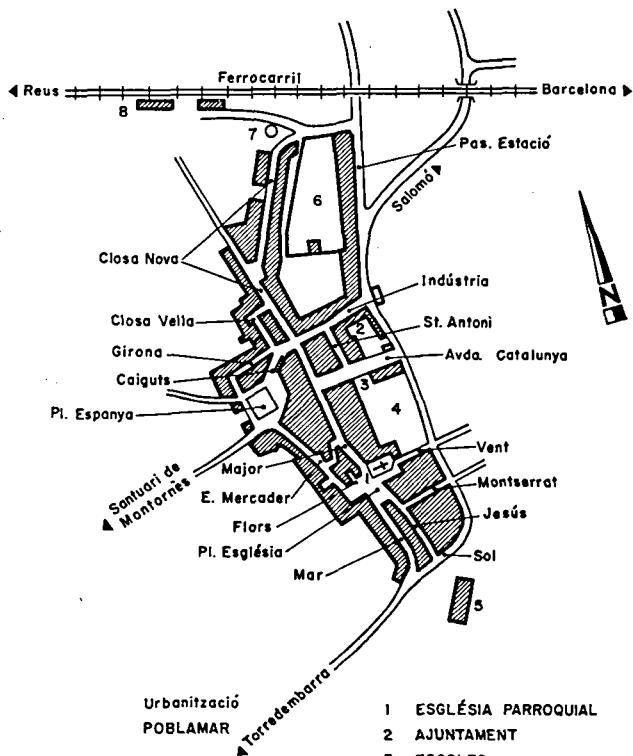 Ferrocarril
◄ Reus
Barcelona ►
8
7
Pas. Estació
Salomó
6
Closa Nova
Indústria
Closa Vella
2
St. Antoni
Girona
Avda. Catalunya
Caiguts
3
4
Pl. Espanya
Vent
Major
Montserrat
Santuari de
Montornès
E. Mercader
1
Flors
Jesús
Pl. Església
Sol
Mar
5
N
Torredembarra
Urbanització
POBLAMAR
1 ESGLÉSIA PARROQUIAL
2 AJUNTAMENT